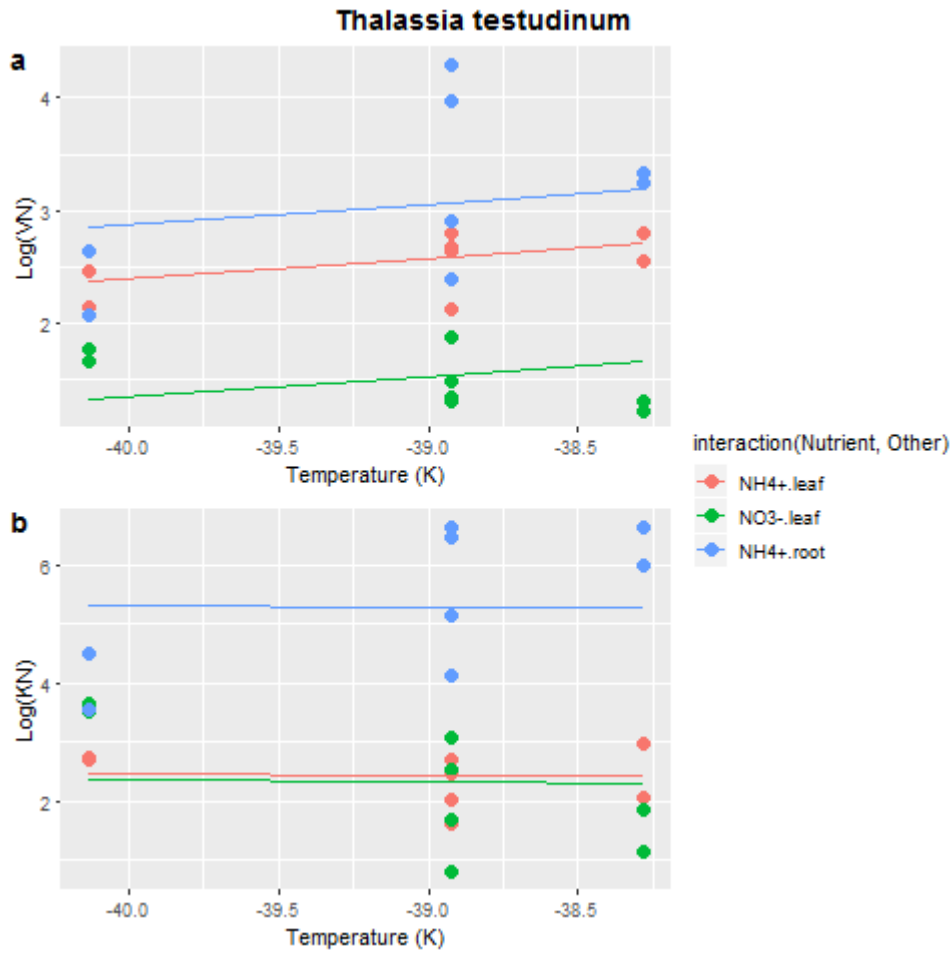 Thalassia testudinum
a
4
3
2
Log(VN)
-40.0 -39.5 -39.0 -38.5
Temperature (K)
interaction(Nutrient, Other)
NH4+.leaf
NO3-.leaf
NH4+.root
b
6
4
2
Log(KN)
-40.0 -39.5 -39.0 -38.5
Temperature (K)